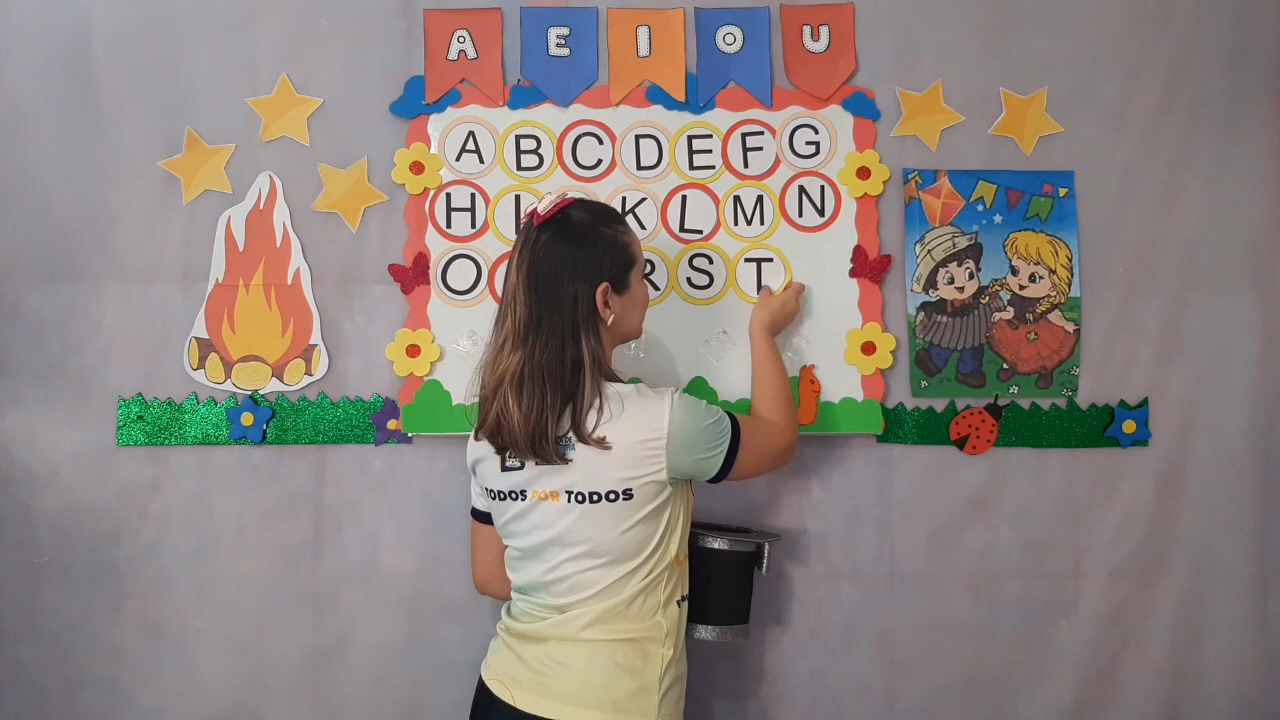 A E I O U
A B C D E F G
H I K L M N
O R S T
TODOS POR TODOS